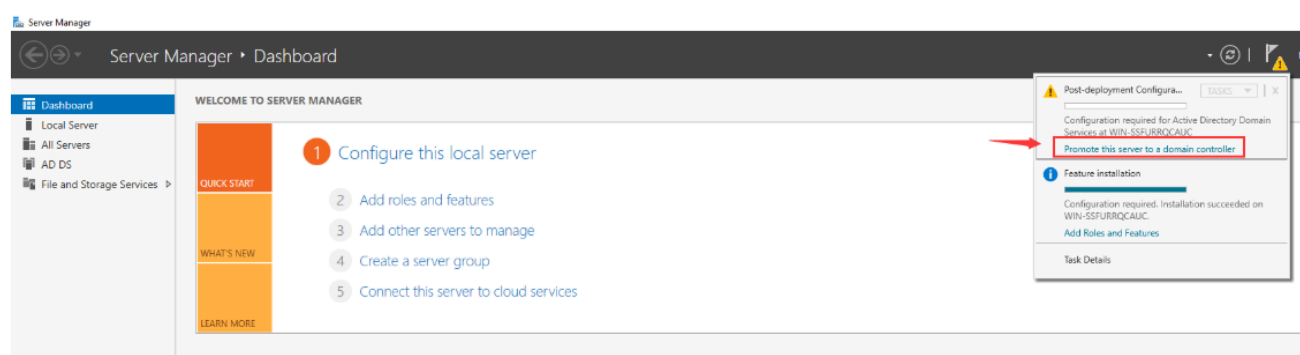 Server Manager
Server Manager • Dashboard
Dashboard
Local Server
All Servers
AD DS
File and Storage Services
WELCOME TO SERVER MANAGER
QUICK START
WHAT'S NEW
LEARN MORE
1 Configure this local server
2 Add roles and features
3 Add other servers to manage
4 Create a server group
5 Connect this server to cloud services
Post-deployment Configura... TASKS X
Configuration required for Active Directory Domain
Services at WIN-SSFURRQCAUC
Promote this server to a domain controller
Feature installation
Configuration required. Installation succeeded on
WIN-SSFURRQCAUC.
Add Roles and Features
Task Details